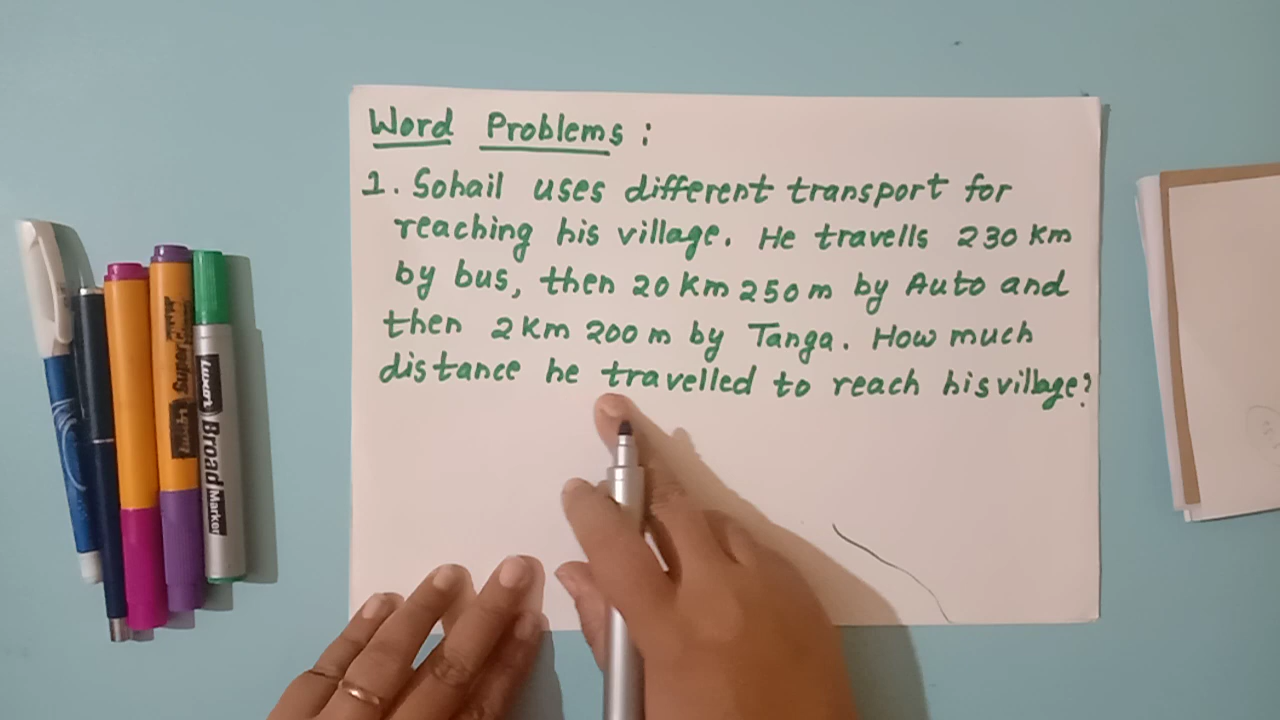 Word Problems :
1. Sohail uses different transport for
reaching his village. He travells 230 Km
by bus, then 20 Km 250 m by Auto and
then 2 Km 200 m by Tanga. How much
distance he travelled to reach his village?
Broad Marker